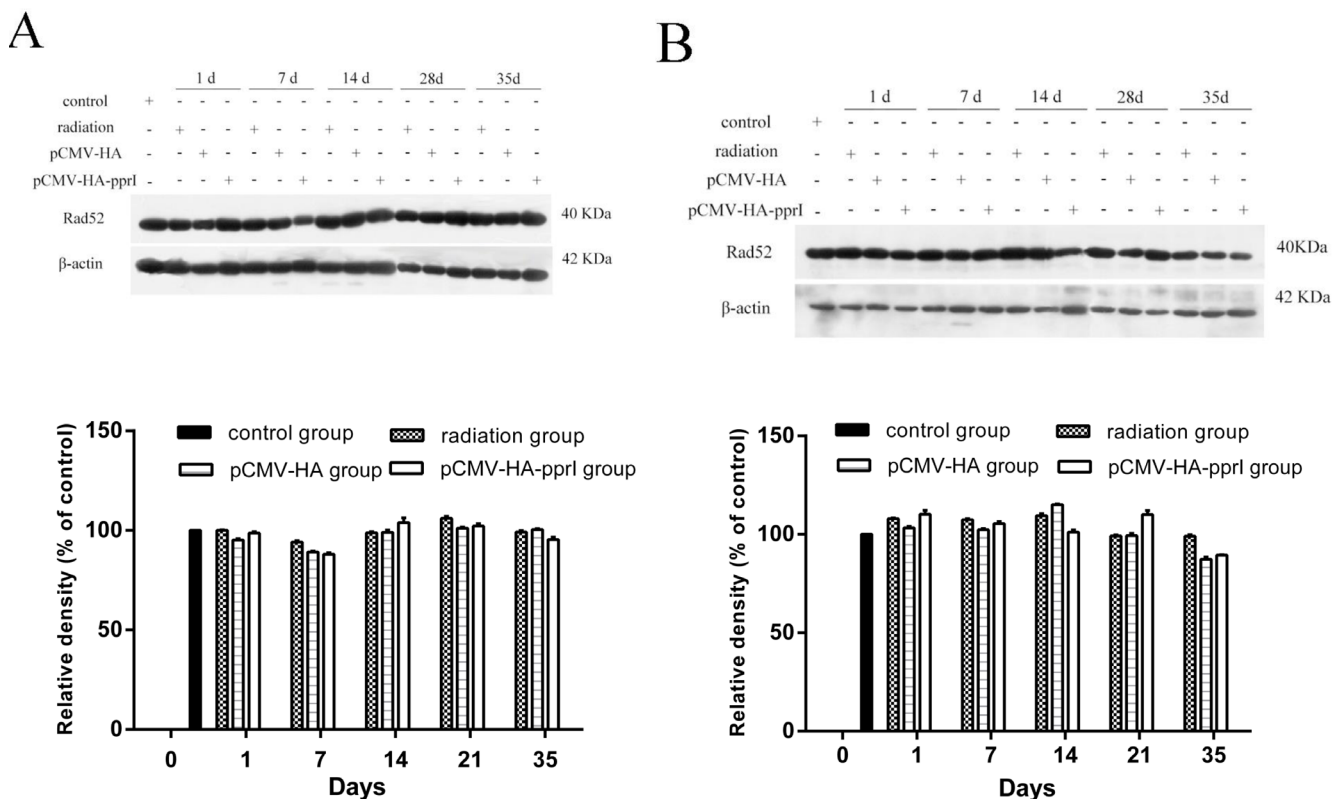 A
1 d 7 d 14 d 28d 35d
control + - - - - - - - - - - - - - - -
radiation - + - - + - - + - - + - - + - -
pCMV-HA - - + - - + - - + - - + - - + -
pCMV-HA-pprI - - - + - - + - - + - - + - - +
Rad52 40 KDa
β-actin 42 KDa
B
1 d 7 d 14 d 28d 35d
control + - - - - - - - - - - - - - - -
radiation - + - - + - - + - - + - - + - -
pCMV-HA - - + - - + - - + - - + - - + -
pCMV-HA-pprI - - - + - - + - - + - - + - - +
Rad52 40KDa
β-actin 42 KDa
Relative density (% of control)
150
100
50
0
control group radiation group
pCMV-HA group pCMV-HA-pprI group
0 1 7 14 21 35
Days
Relative density (% of control)
150
100
50
0
control group radiation group
pCMV-HA group pCMV-HA-pprI group
0 1 7 14 21 35
Days